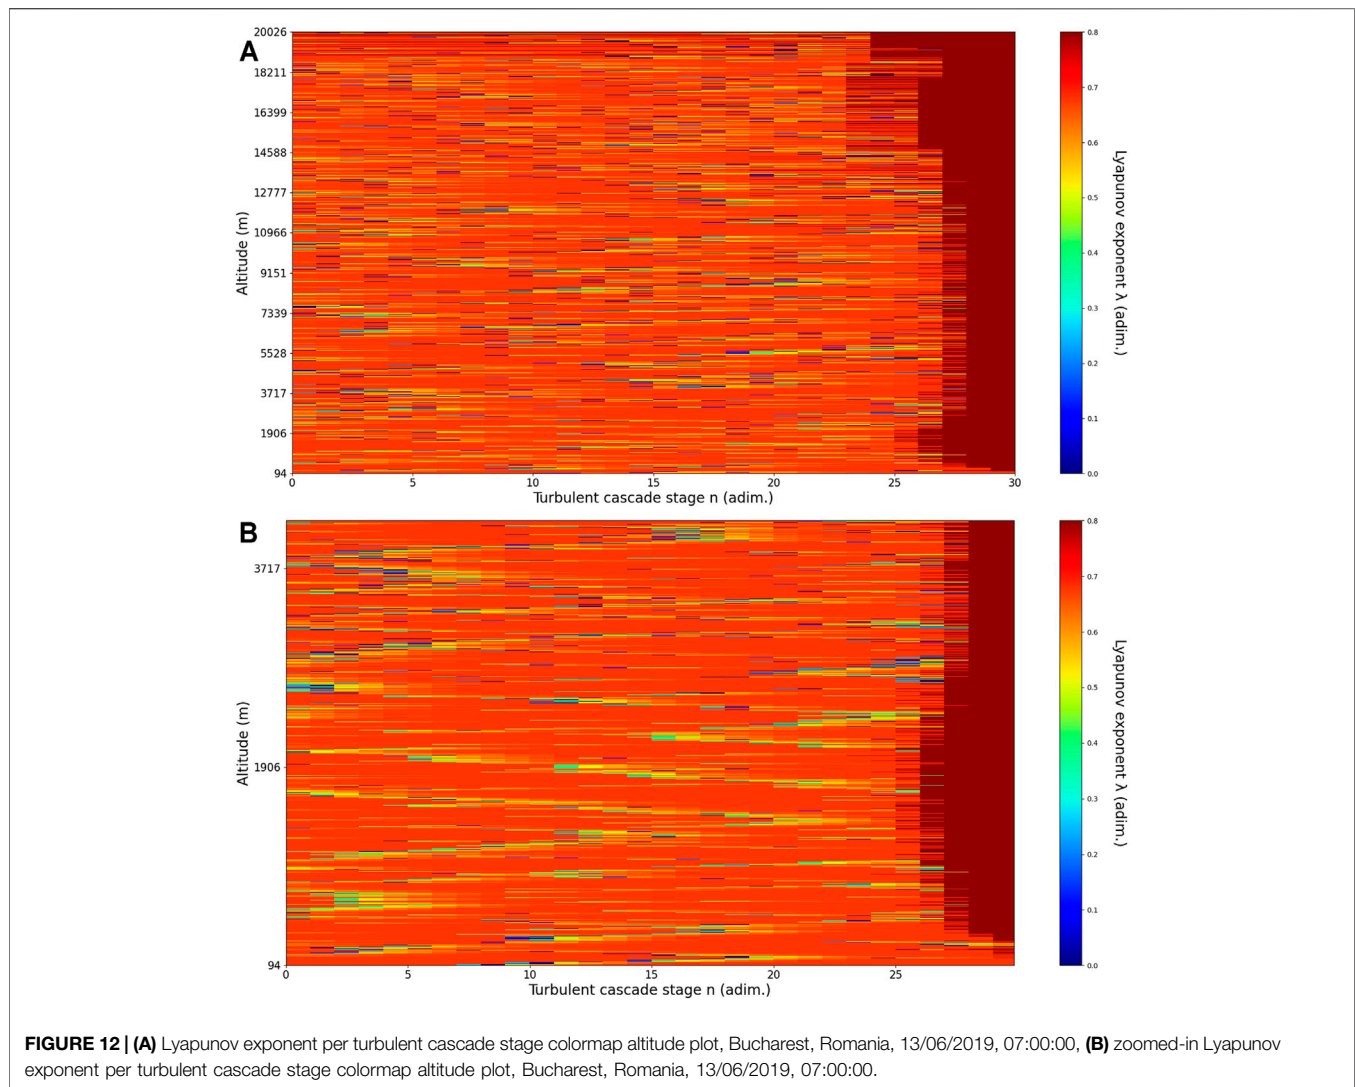 A
20026
18211
16399
14588
12777
10966
9151
7339
5528
3717
1906
94
Altitude (m)
0 5 10 15 20 25 30
Turbulent cascade stage n (adim.)
0.8
0.7
0.6
0.5
0.4
0.3
0.2
0.1
0.0
Lyapunov exponent λ (adim.)
B
3717
1906
94
Altitude (m)
0 5 10 15 20 25
Turbulent cascade stage n (adim.)
0.8
0.7
0.6
0.5
0.4
0.3
0.2
0.1
0.0
Lyapunov exponent λ (adim.)
FIGURE 12 | (A) Lyapunov exponent per turbulent cascade stage colormap altitude plot, Bucharest, Romania, 13/06/2019, 07:00:00, (B) zoomed-in Lyapunov
exponent per turbulent cascade stage colormap altitude plot, Bucharest, Romania, 13/06/2019, 07:00:00.